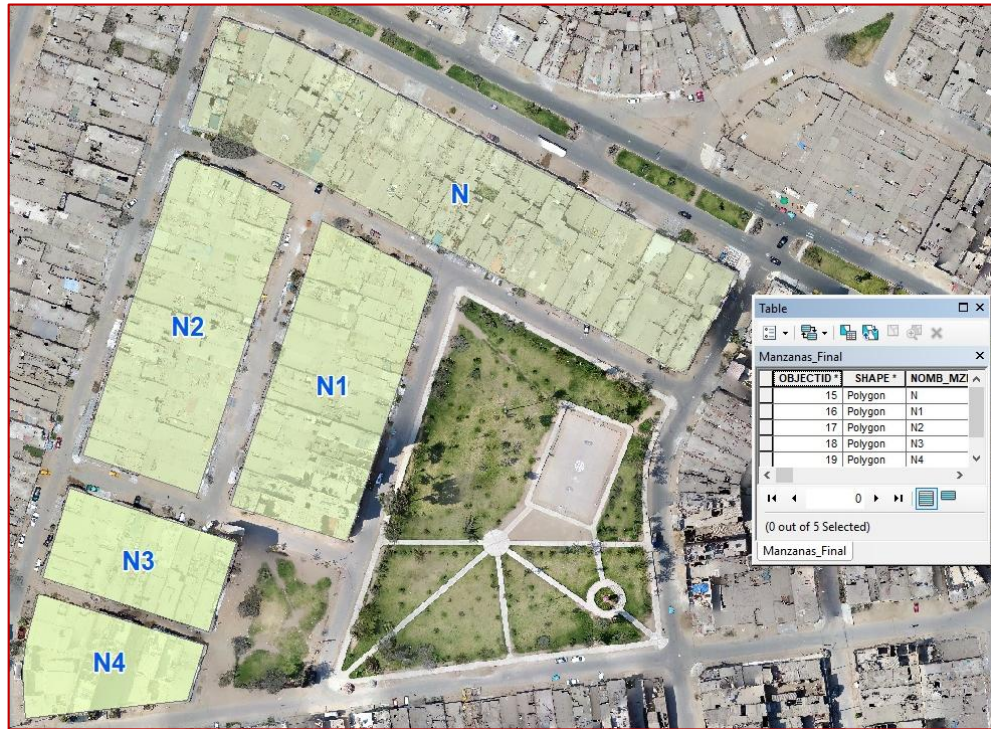 N
N2
N1
N3
N4
Table
Manzanas_Final
OBJECTID * SHAPE * NOMB_MZ
15 Polygon N
16 Polygon N1
17 Polygon N2
18 Polygon N3
19 Polygon N4
0
(0 out of 5 Selected)
Manzanas_Final